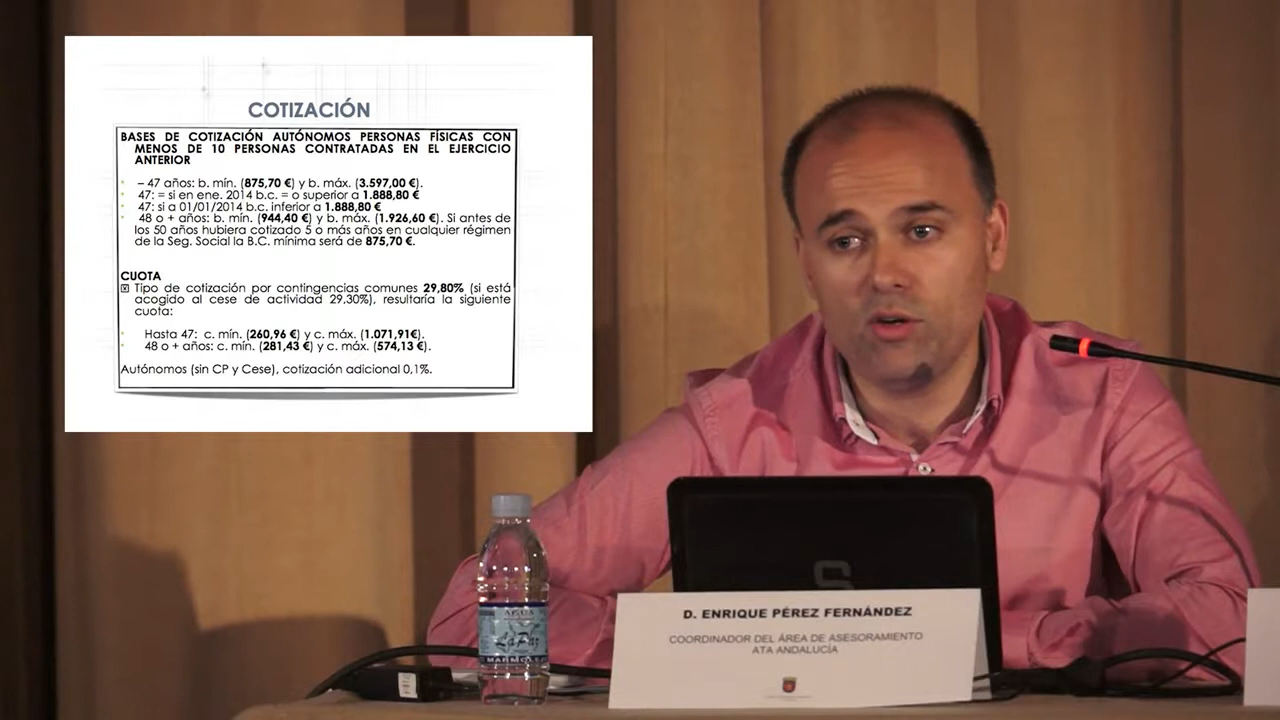 COTIZACIÓN
BASES DE COTIZACIÓN AUTÓNOMOS PERSONAS FÍSICAS CON
MENOS DE 10 PERSONAS CONTRATADAS EN EL EJERCICIO
ANTERIOR
– 47 años: b. mín. (875,70 €) y b. máx. (3.597,00 €).
47: = si en ene. 2014 b.c. = o superior a 1.888,80 €
47: si a 01/01/2014 b.c. inferior a 1.888,80 €
48 o + años: b. mín. (944,40 €) y b. máx. (1.926,60 €). Si antes de
los 50 años hubiera cotizado 5 o más años en cualquier régimen
de la Seg. Social la B.C. mínima será de 875,70 €.
CUOTA
Tipo de cotización por contingencias comunes 29,80% (si está
acogido al cese de actividad 29,30%), resultaría la siguiente
cuota:
Hasta 47: c. mín. (260,96 €) y c. máx. (1.071,91€).
48 o + años: c. mín. (281,43 €) y c. máx. (574,13 €).
Autónomos (sin CP y Cese), cotización adicional 0,1%.
AGUA
LaPaz
MARMOLEJO
D. ENRIQUE PÉREZ FERNÁNDEZ
COORDINADOR DEL ÁREA DE ASESORAMIENTO
ATA ANDALUCÍA